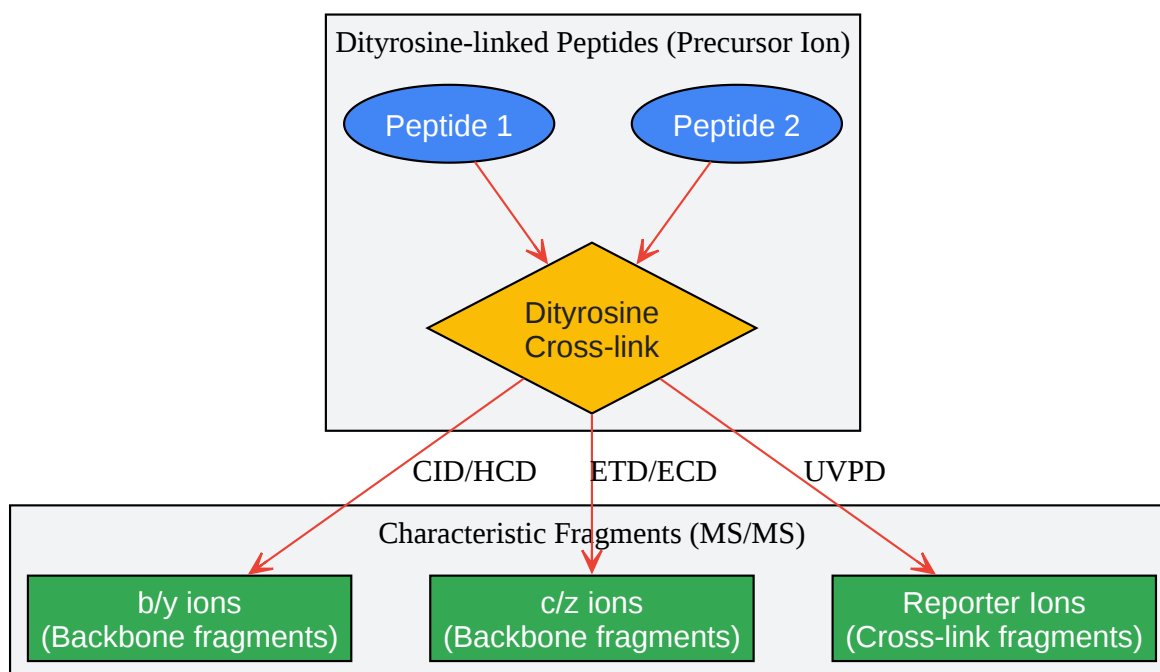 Dityrosine-linked Peptides (Precursor Ion)
Peptide 1
Peptide 2
Dityrosine
Cross-link
CID/HCD
ETD/ECD
UVPD
Characteristic Fragments (MS/MS)
b/y ions
(Backbone fragments)
c/z ions
(Backbone fragments)
Reporter Ions
(Cross-link fragments)